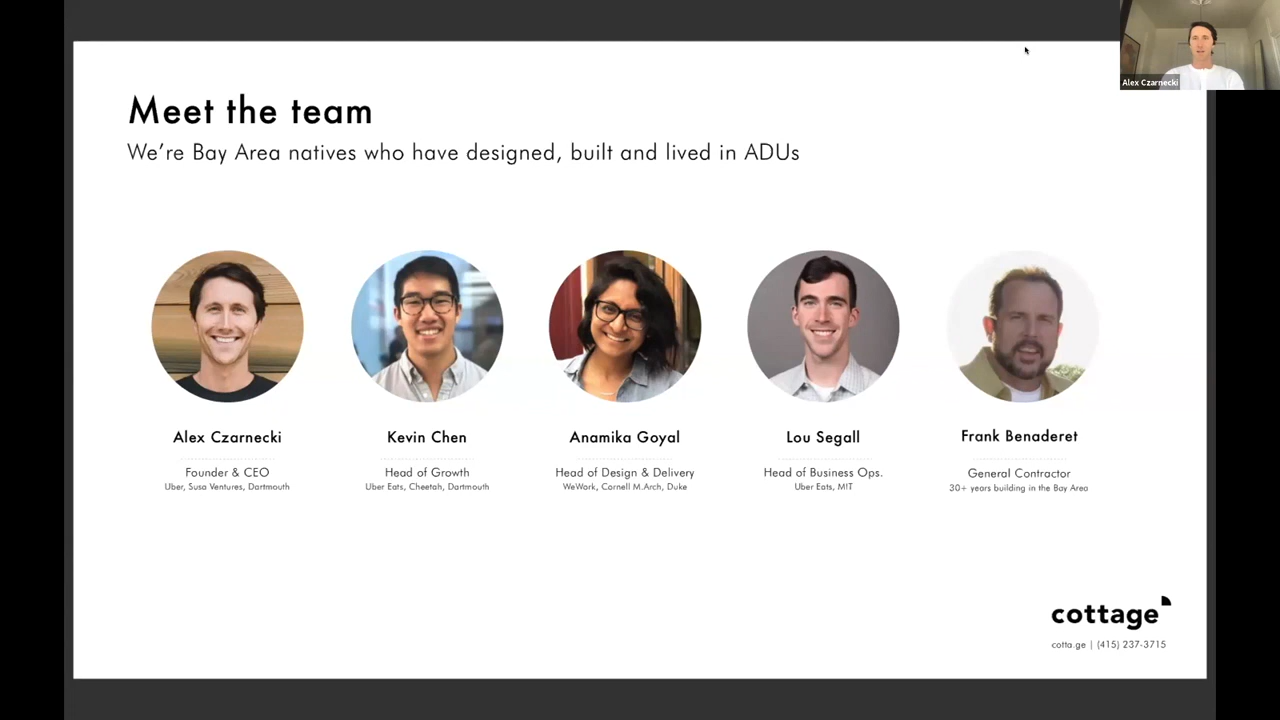 Alex Czarnecki
Meet the team
We're Bay Area natives who have designed, built and lived in ADUs
Alex Czarnecki
Founder & CEO
Uber, Susa Ventures, Dartmouth
Kevin Chen
Head of Growth
Uber Eats, Cheetah, Dartmouth
Anamika Goyal
Head of Design & Delivery
WeWork, Cornell M.Arch, Duke
Lou Segall
Head of Business Ops.
Uber Eats, MIT
Frank Benaderet
General Contractor
30+ years building in the Bay Area
cottage
cotta.ge | (415) 237-3715